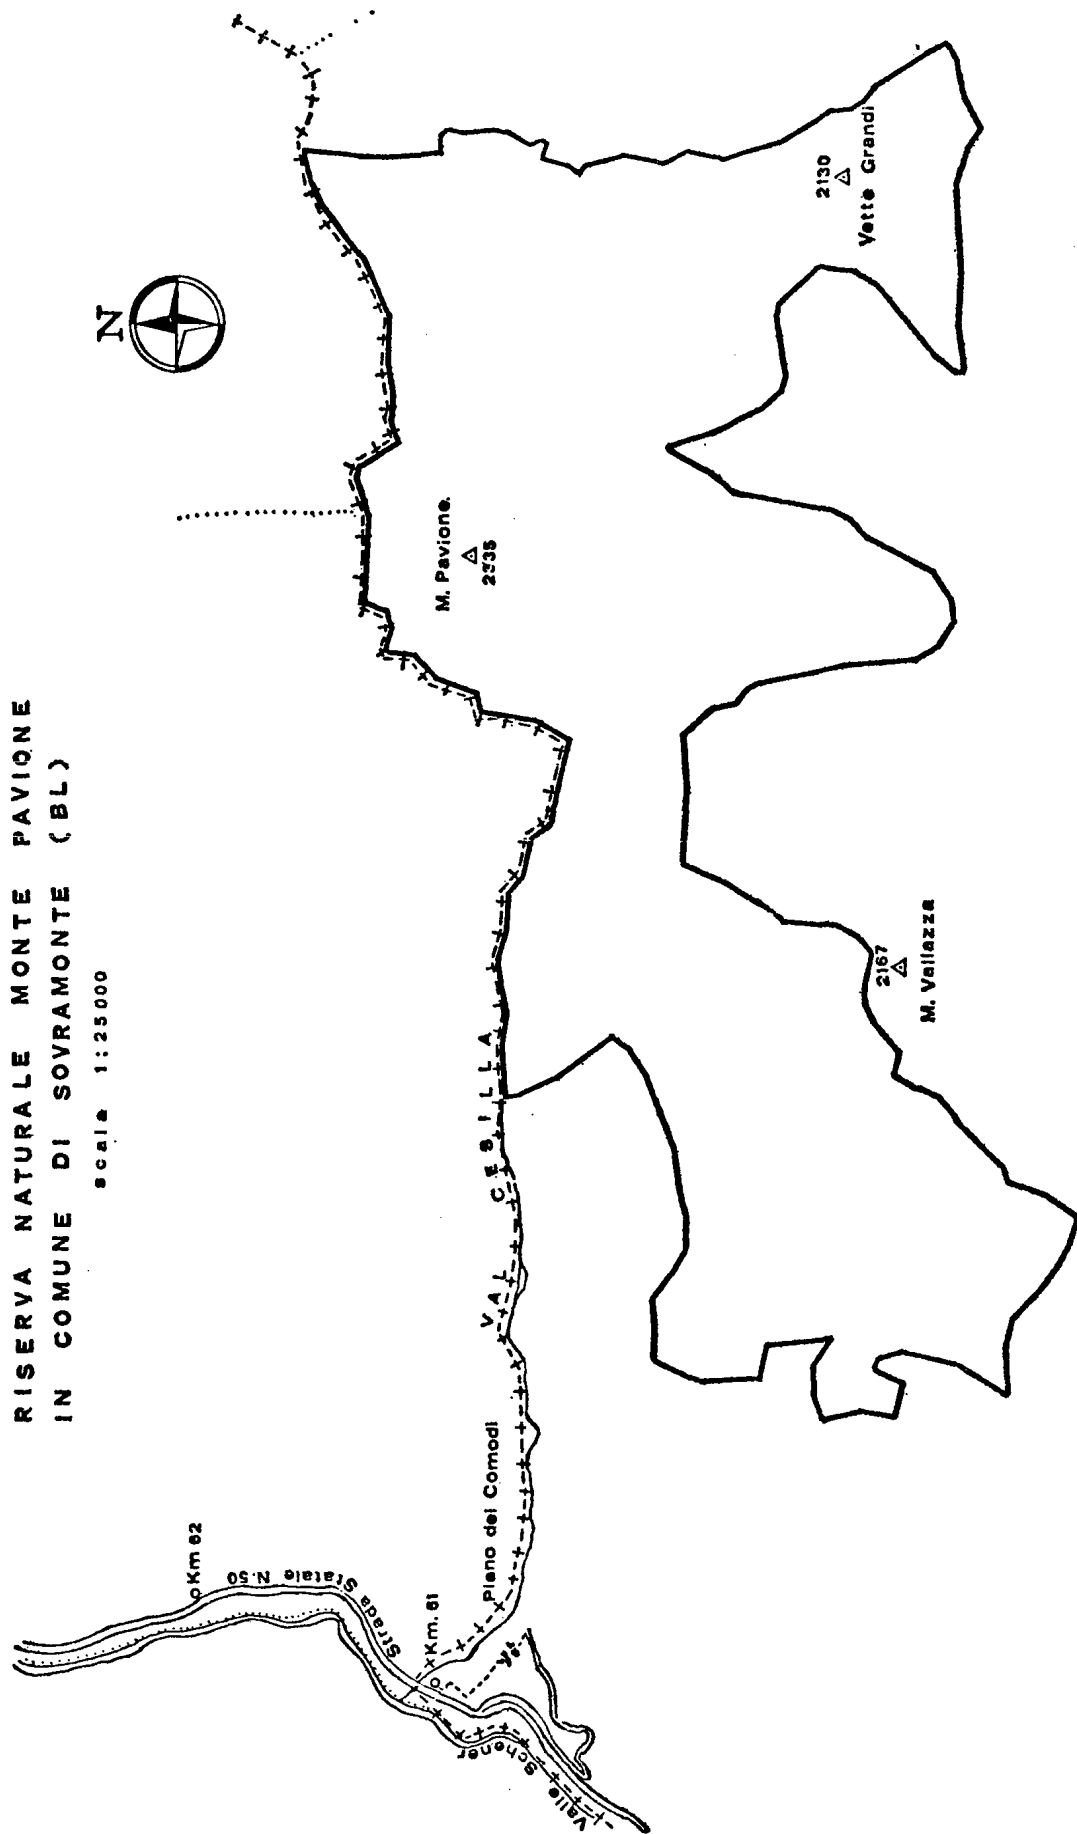 RISERVA NATURALE MONTE PAVIONE
IN COMUNE DI SOVRAMONTE (BL)
scala 1:25000
N
Km 62
Strada Statale N.50
Km. 61
Valle Schener
Piano dei Comodi
VAL CESILLA
M. Pavione.
2335
2130
Vette Grandi
2167
M. Vallazza